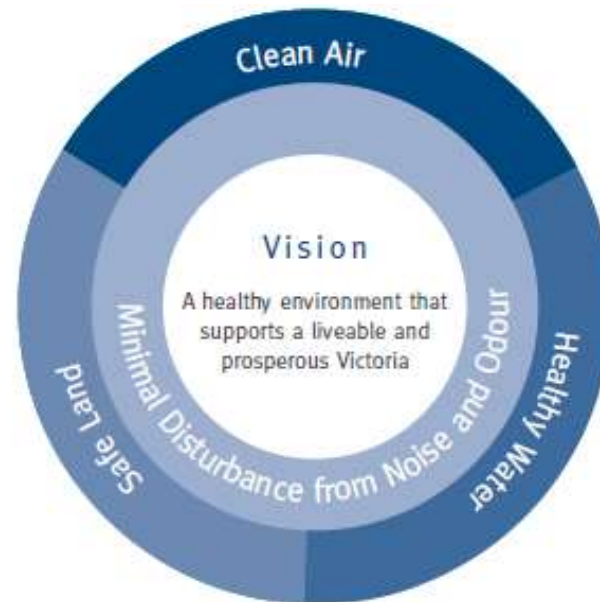 Clean Air
Vision
A healthy environment that
supports a liveable and
prosperous Victoria
Minimal Disturbance from Noise and Odour
Safe Land
Healthy Water